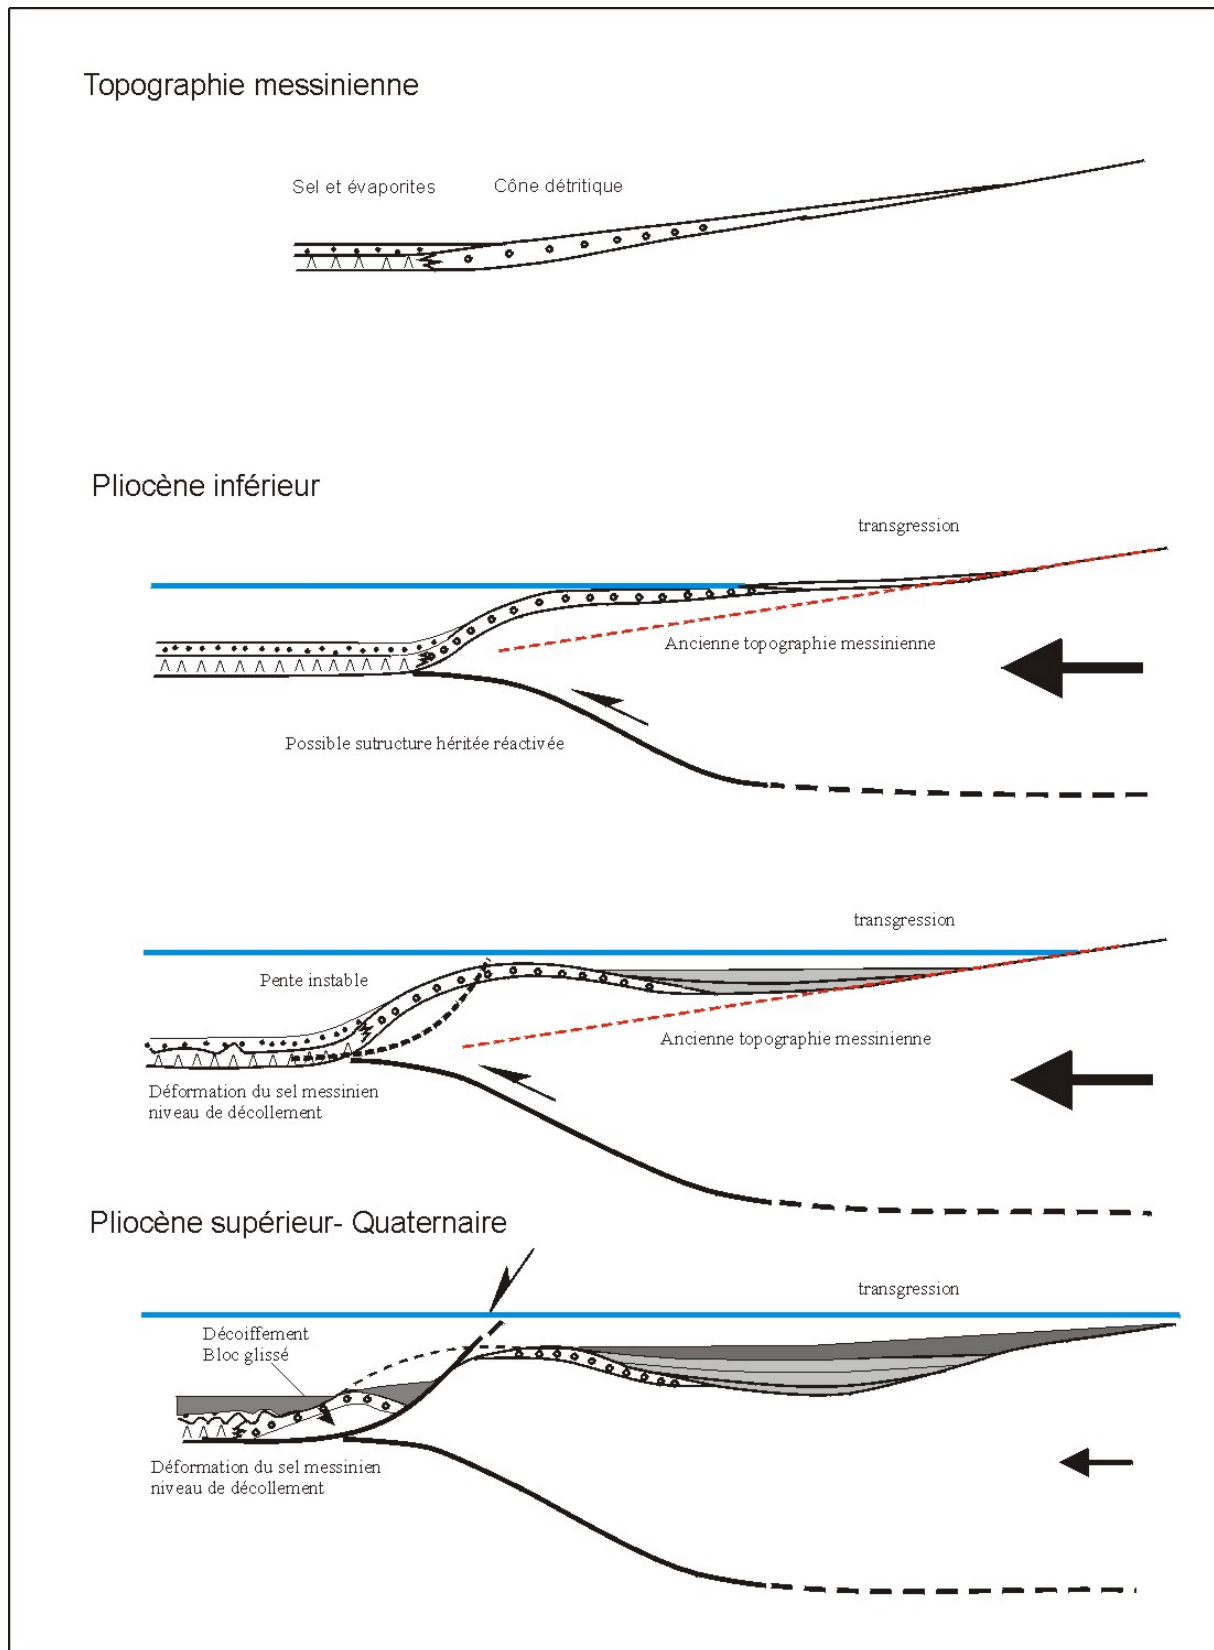 Topographie messinienne
Sel et évaporites
Cône détritique
Pliocène inférieur
transgression
Ancienne topographie messinienne
Possible sutructure héritée réactivée
transgression
Pente instable
Ancienne topographie messinienne
Déformation du sel messinien
niveau de décollement
Pliocène supérieur- Quaternaire
transgression
Décoiffement
Bloc glissé
Déformation du sel messinien
niveau de décollement